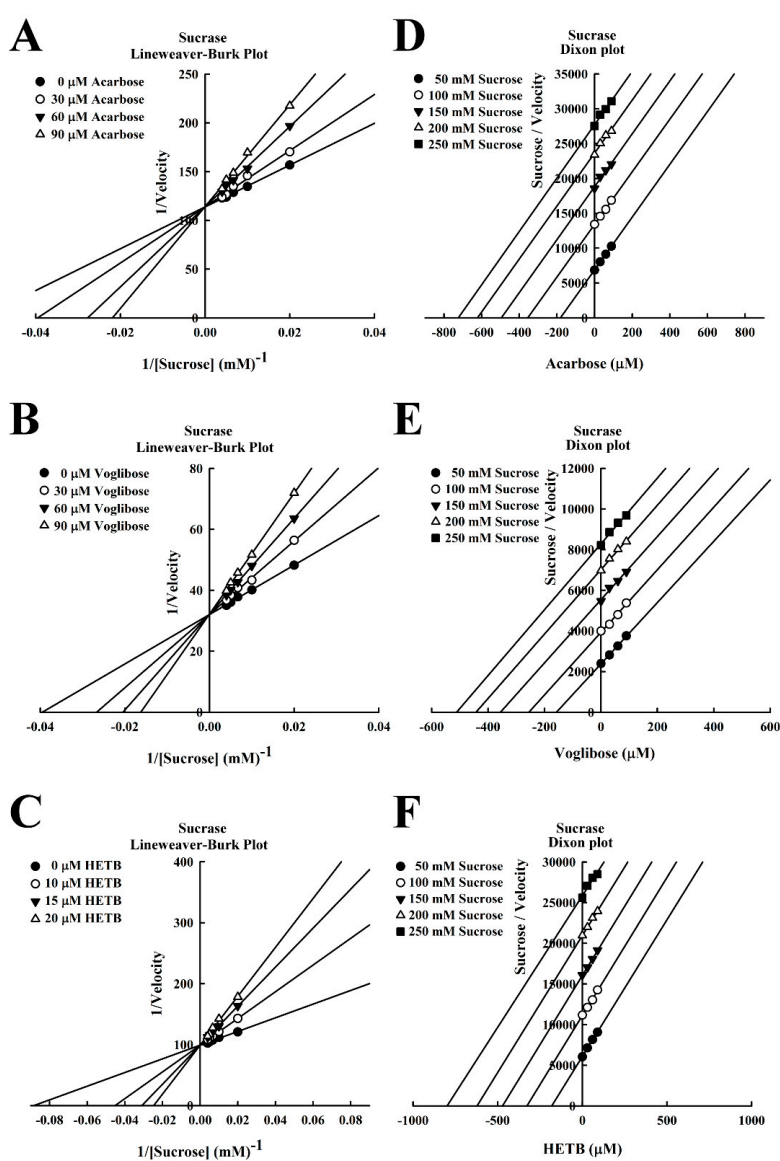 A
Sucrase
Lineweaver-Burk Plot
0 μM Acarbose
30 μM Acarbose
60 μM Acarbose
90 μM Acarbose
250
200
150
100
50
0
1/Velocity
-0.04 -0.02 0.00 0.02 0.04
1/[Sucrose] (mM)-1
D
Sucrase
Dixon plot
50 mM Sucrose
100 mM Sucrose
150 mM Sucrose
200 mM Sucrose
250 mM Sucrose
35000
30000
25000
20000
15000
10000
5000
0
Sucrose / Velocity
-800 -600 -400 -200 0 200 400 600 800
Acarbose (μM)
B
Sucrase
Lineweaver-Burk Plot
0 μM Voglibose
30 μM Voglibose
60 μM Voglibose
90 μM Voglibose
80
60
40
20
0
1/Velocity
-0.04 -0.02 0.00 0.02 0.04
1/[Sucrose] (mM)-1
E
Sucrase
Dixon plot
50 mM Sucrose
100 mM Sucrose
150 mM Sucrose
200 mM Sucrose
250 mM Sucrose
12000
10000
8000
6000
4000
2000
0
Sucrose / Velocity
-600 -400 -200 0 200 400 600
Voglibose (μM)
C
Sucrase
Lineweaver-Burk Plot
0 μM HETB
10 μM HETB
15 μM HETB
20 μM HETB
400
300
200
100
0
1/Velocity
-0.08 -0.06 -0.04 -0.02 0.00 0.02 0.04 0.06 0.08
1/[Sucrose] (mM)-1
F
Sucrase
Dixon plot
50 mM Sucrose
100 mM Sucrose
150 mM Sucrose
200 mM Sucrose
250 mM Sucrose
30000
25000
20000
15000
10000
5000
0
Sucrose / Velocity
-1000 -500 0 500 1000
HETB (μM)